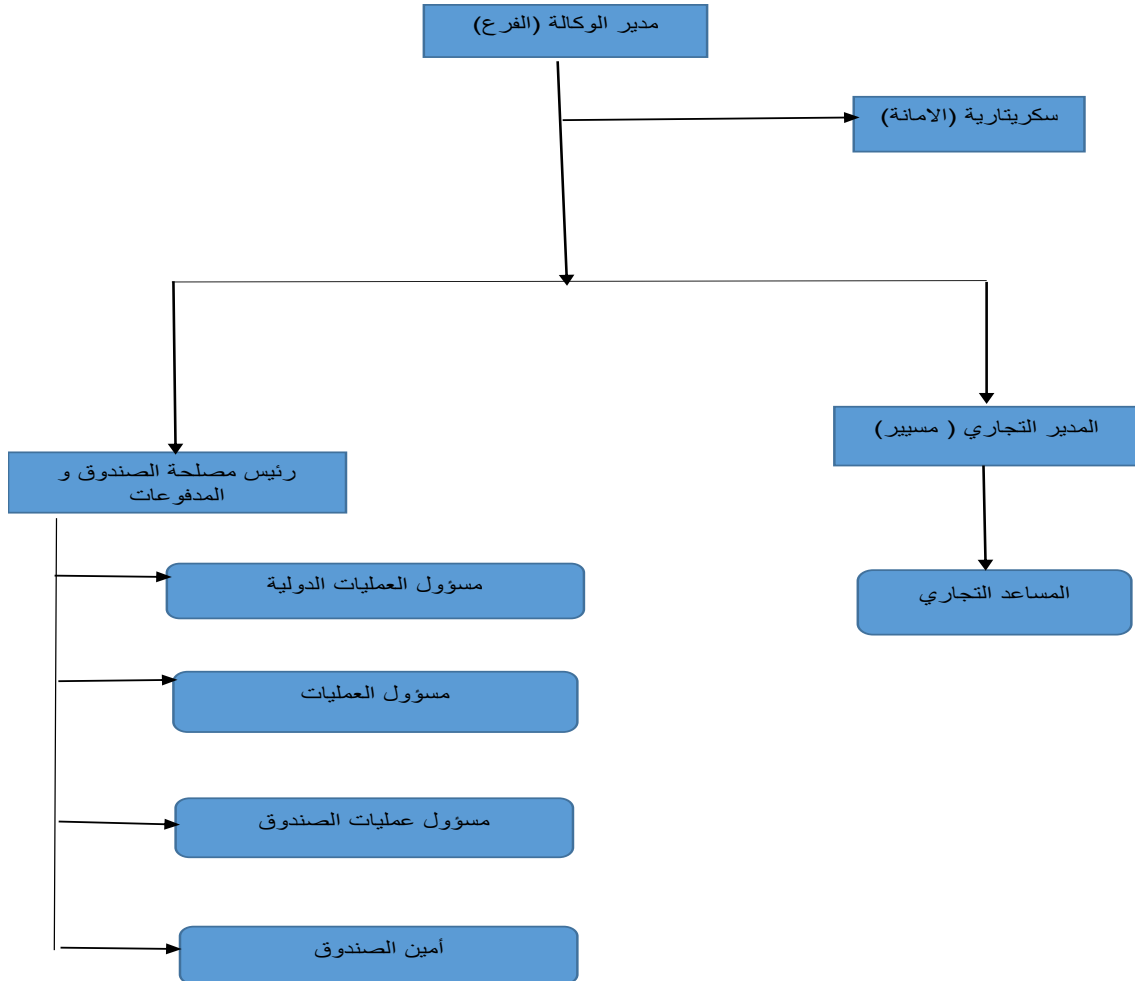 مدير الوكالة (الفرع)
سكريتارية (الامانة)
المدير التجاري ( مسيير)
رئيس مصلحة الصندوق و
المدفوعات
مسؤول العمليات الدولية
المساعد التجاري
مسؤول العمليات
مسؤول عمليات الصندوق
أمين الصندوق